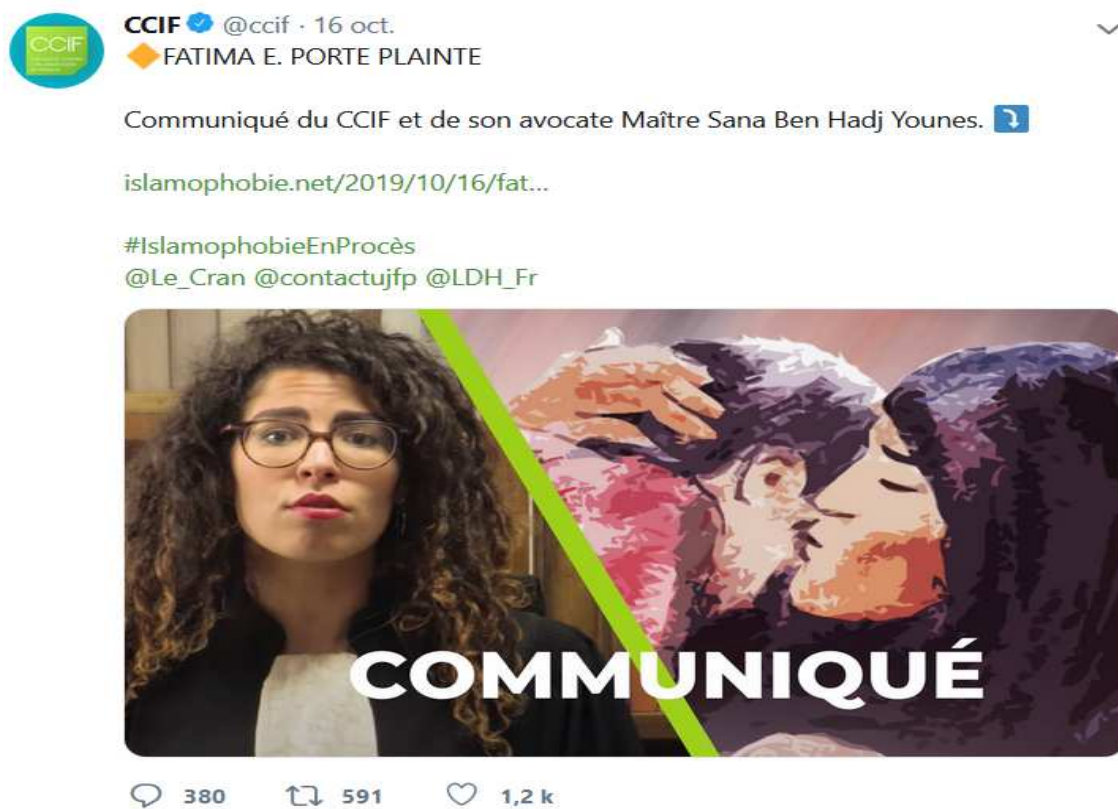 CCIF
CCIF @ccif · 16 oct.
FATIMA E. PORTE PLAINTE
Communiqué du CCIF et de son avocate Maître Sana Ben Hadj Younes.
islamophobie.net/2019/10/16/fat...
#IslamophobieEnProcès
@Le_Cran @contactujfp @LDH_Fr
COMMUNIQUÉ
380 591 1,2 k